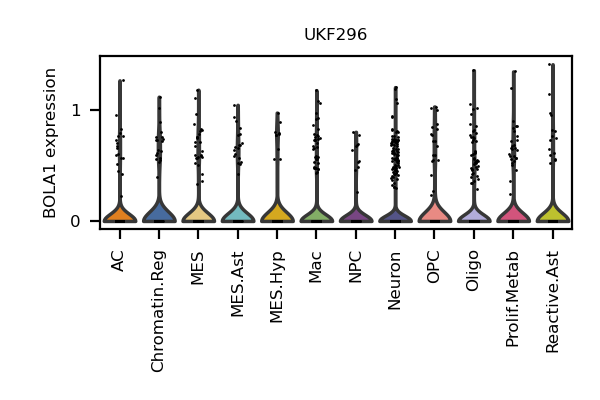 UKF296
BOLA1 expression
1
0
AC
Chromatin.Reg
MES
MES.Ast
MES.Hyp
Mac
NPC
Neuron
OPC
Oligo
Prolif.Metab
Reactive.Ast